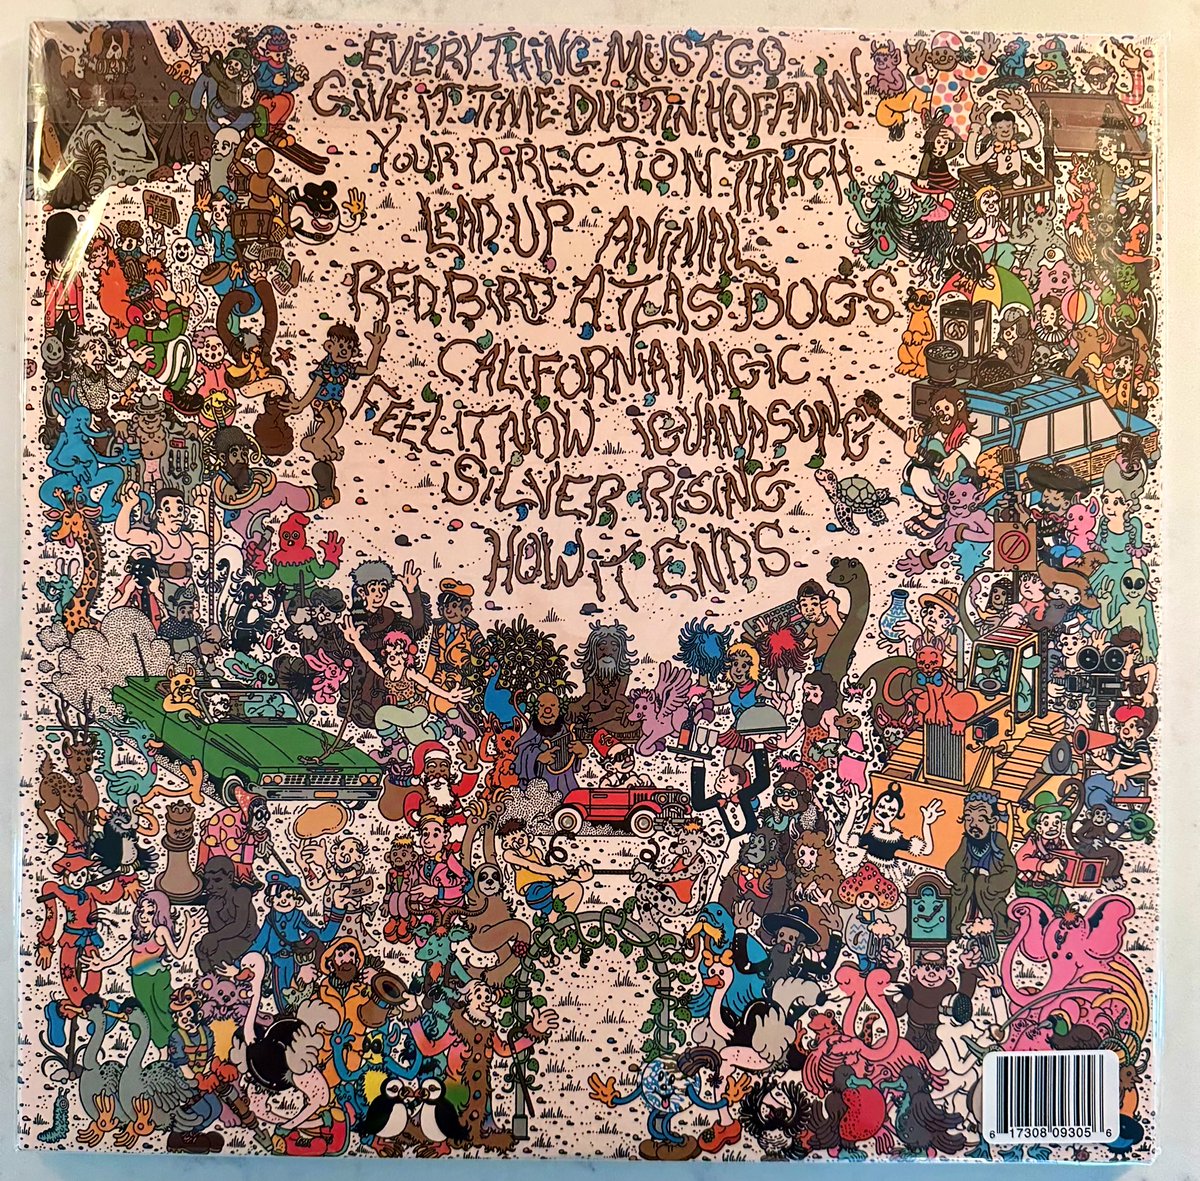 EVERYTHING MUST GO
GIVE IT TIME DUSTIN HOFFMAN
YOUR DIRECTION THATCH
LEAD UP ANIMAL
RED BIRD ATLAS DOGS
CALIFORNIA MAGIC
FEEL IT NOW IGUANA SONG
SILVER RISING
HOW IT ENDS
6 17308 09305 6